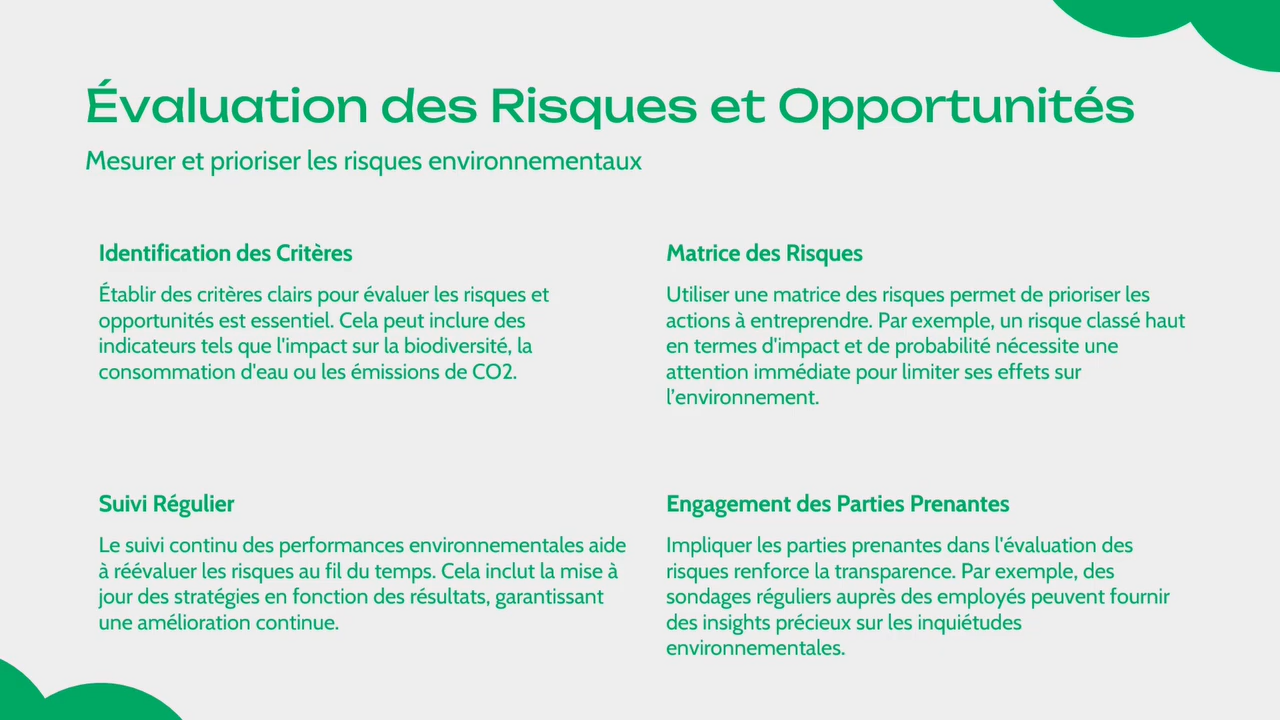 Évaluation des Risques et Opportunités
Mesurer et prioriser les risques environnementaux
Identification des Critères
Établir des critères clairs pour évaluer les risques et
opportunités est essentiel. Cela peut inclure des
indicateurs tels que l'impact sur la biodiversité, la
consommation d'eau ou les émissions de CO2.
Matrice des Risques
Utiliser une matrice des risques permet de prioriser les
actions à entreprendre. Par exemple, un risque classé haut
en termes d'impact et de probabilité nécessite une
attention immédiate pour limiter ses effets sur
l'environnement.
Suivi Régulier
Le suivi continu des performances environnementales aide
à réévaluer les risques au fil du temps. Cela inclut la mise à
jour des stratégies en fonction des résultats, garantissant
une amélioration continue.
Engagement des Parties Prenantes
Impliquer les parties prenantes dans l'évaluation des
risques renforce la transparence. Par exemple, des
sondages réguliers auprès des employés peuvent fournir
des insights précieux sur les inquiétudes
environnementales.